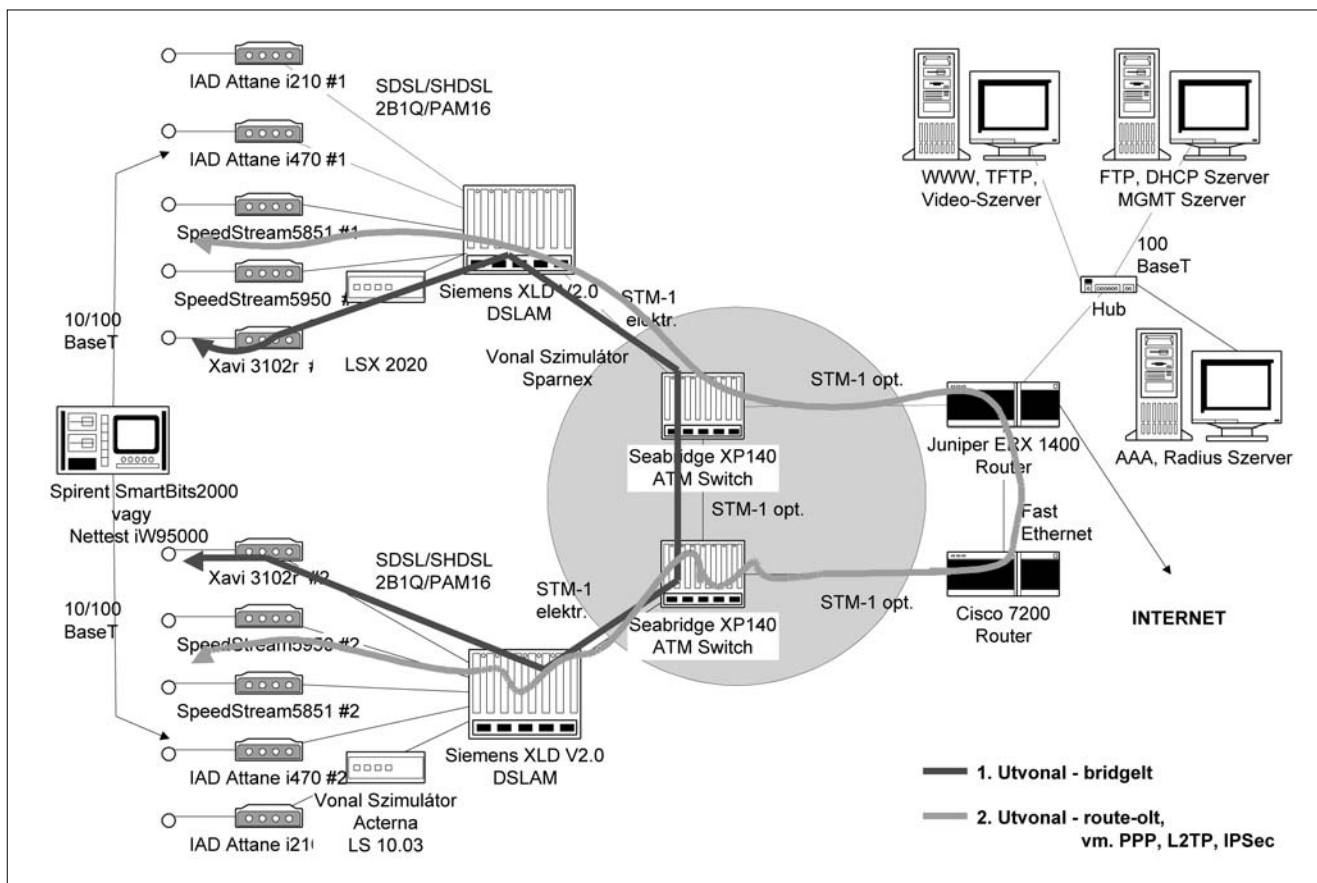 IAD Attane i210 #1
SDSL/SHDSL
2B1Q/PAM16
IAD Attane i470 #1
SpeedStream5851 #1
SpeedStream5950 #
10/100
BaseT
Xavi 3102r #
LSX 2020
Siemens XLD V2.0
DSLAM
STM-1
elektr.
Vonal Szimulátor
Sparnex
WWW, TFTP,
Video-Szerver
FTP, DHCP Szerver
MGMT Szerver
100
BaseT
Hub
STM-1 opt.
Seabridge XP140
ATM Switch
Juniper ERX 1400
Router
AAA, Radius Szerver
Spirent SmartBits2000
vagy
Nettest iW95000
STM-1 opt.
Fast
Ethernet
Xavi 3102r #2
SDSL/SHDSL
2B1Q/PAM16
STM-1
elektr.
10/100
BaseT
Seabridge XP140
ATM Switch
STM-1 opt.
Cisco 7200
Router
INTERNET
SpeedStream5950 #2
SpeedStream5851 #2
Siemens XLD V2.0
DSLAM
IAD Attane i470 #2
Vonal Szimulátor
Acterna
LS 10.03
IAD Attane i210
1. Utvonal - bridgelt
2. Utvonal - route-olt,
vm. PPP, L2TP, IPSec